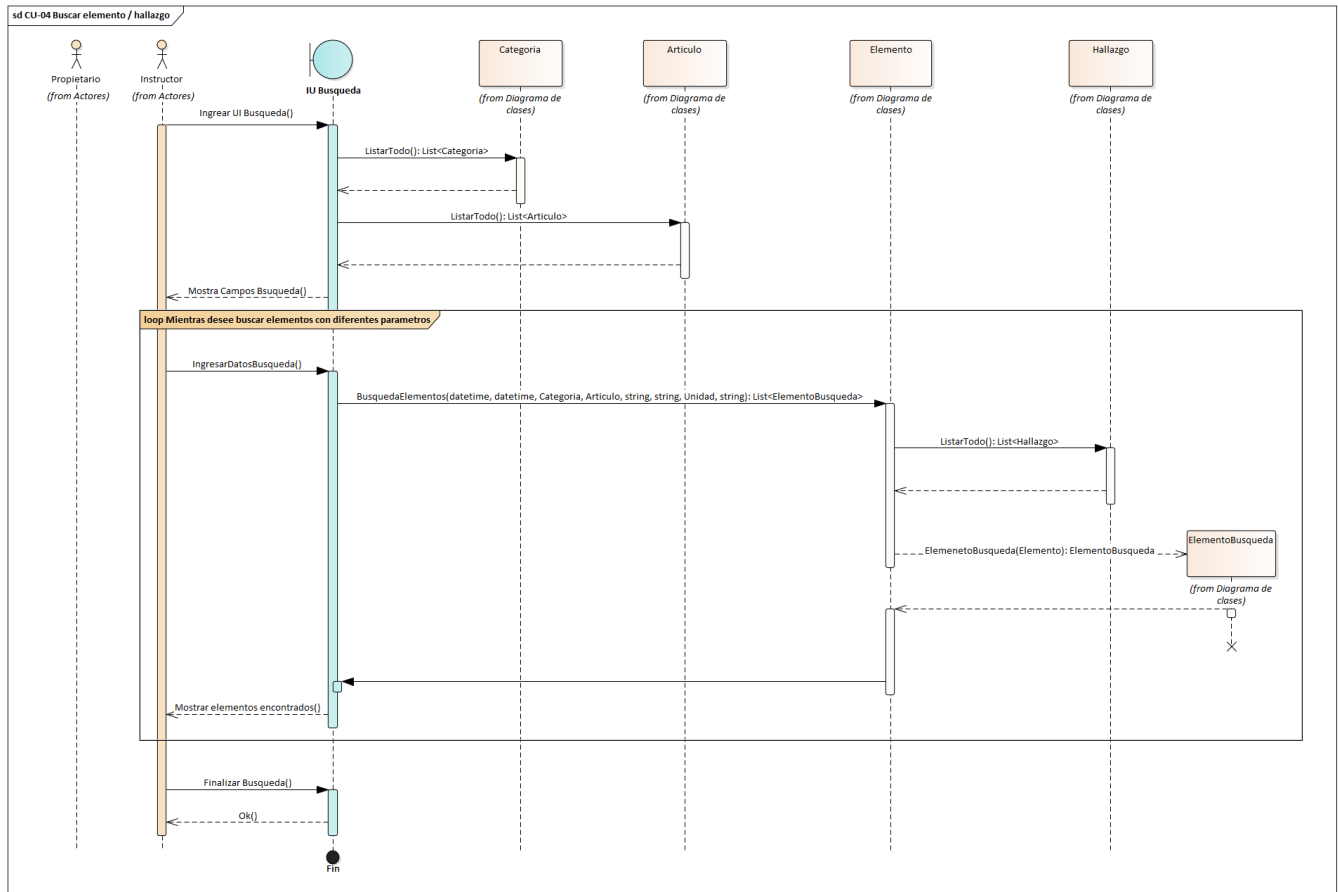 sd CU-04 Buscar elemento / hallazgo
Propietario
(from Actores)
Instructor
(from Actores)
IU Busqueda
Categoria
(from Diagrama de
clases)
Articulo
(from Diagrama de
clases)
Elemento
(from Diagrama de
clases)
Hallazgo
(from Diagrama de
clases)
Ingrear UI Busqueda()
ListarTodo(): List<Categoria>
ListarTodo(): List<Articulo>
Mostra Campos Bsuqueda()
loop Mientras desee buscar elementos con diferentes parametros
IngresarDatosBusqueda()
BusquedaElementos(datetime, datetime, Categoria, Articulo, string, string, Unidad, string): List<ElementoBusqueda>
ListarTodo(): List<Hallazgo>
ElemenetoBusqueda(Elemento): ElementoBusqueda
ElementoBusqueda
(from Diagrama de
clases)
Mostrar elementos encontrados()
Finalizar Busqueda()
Ok()
Fin